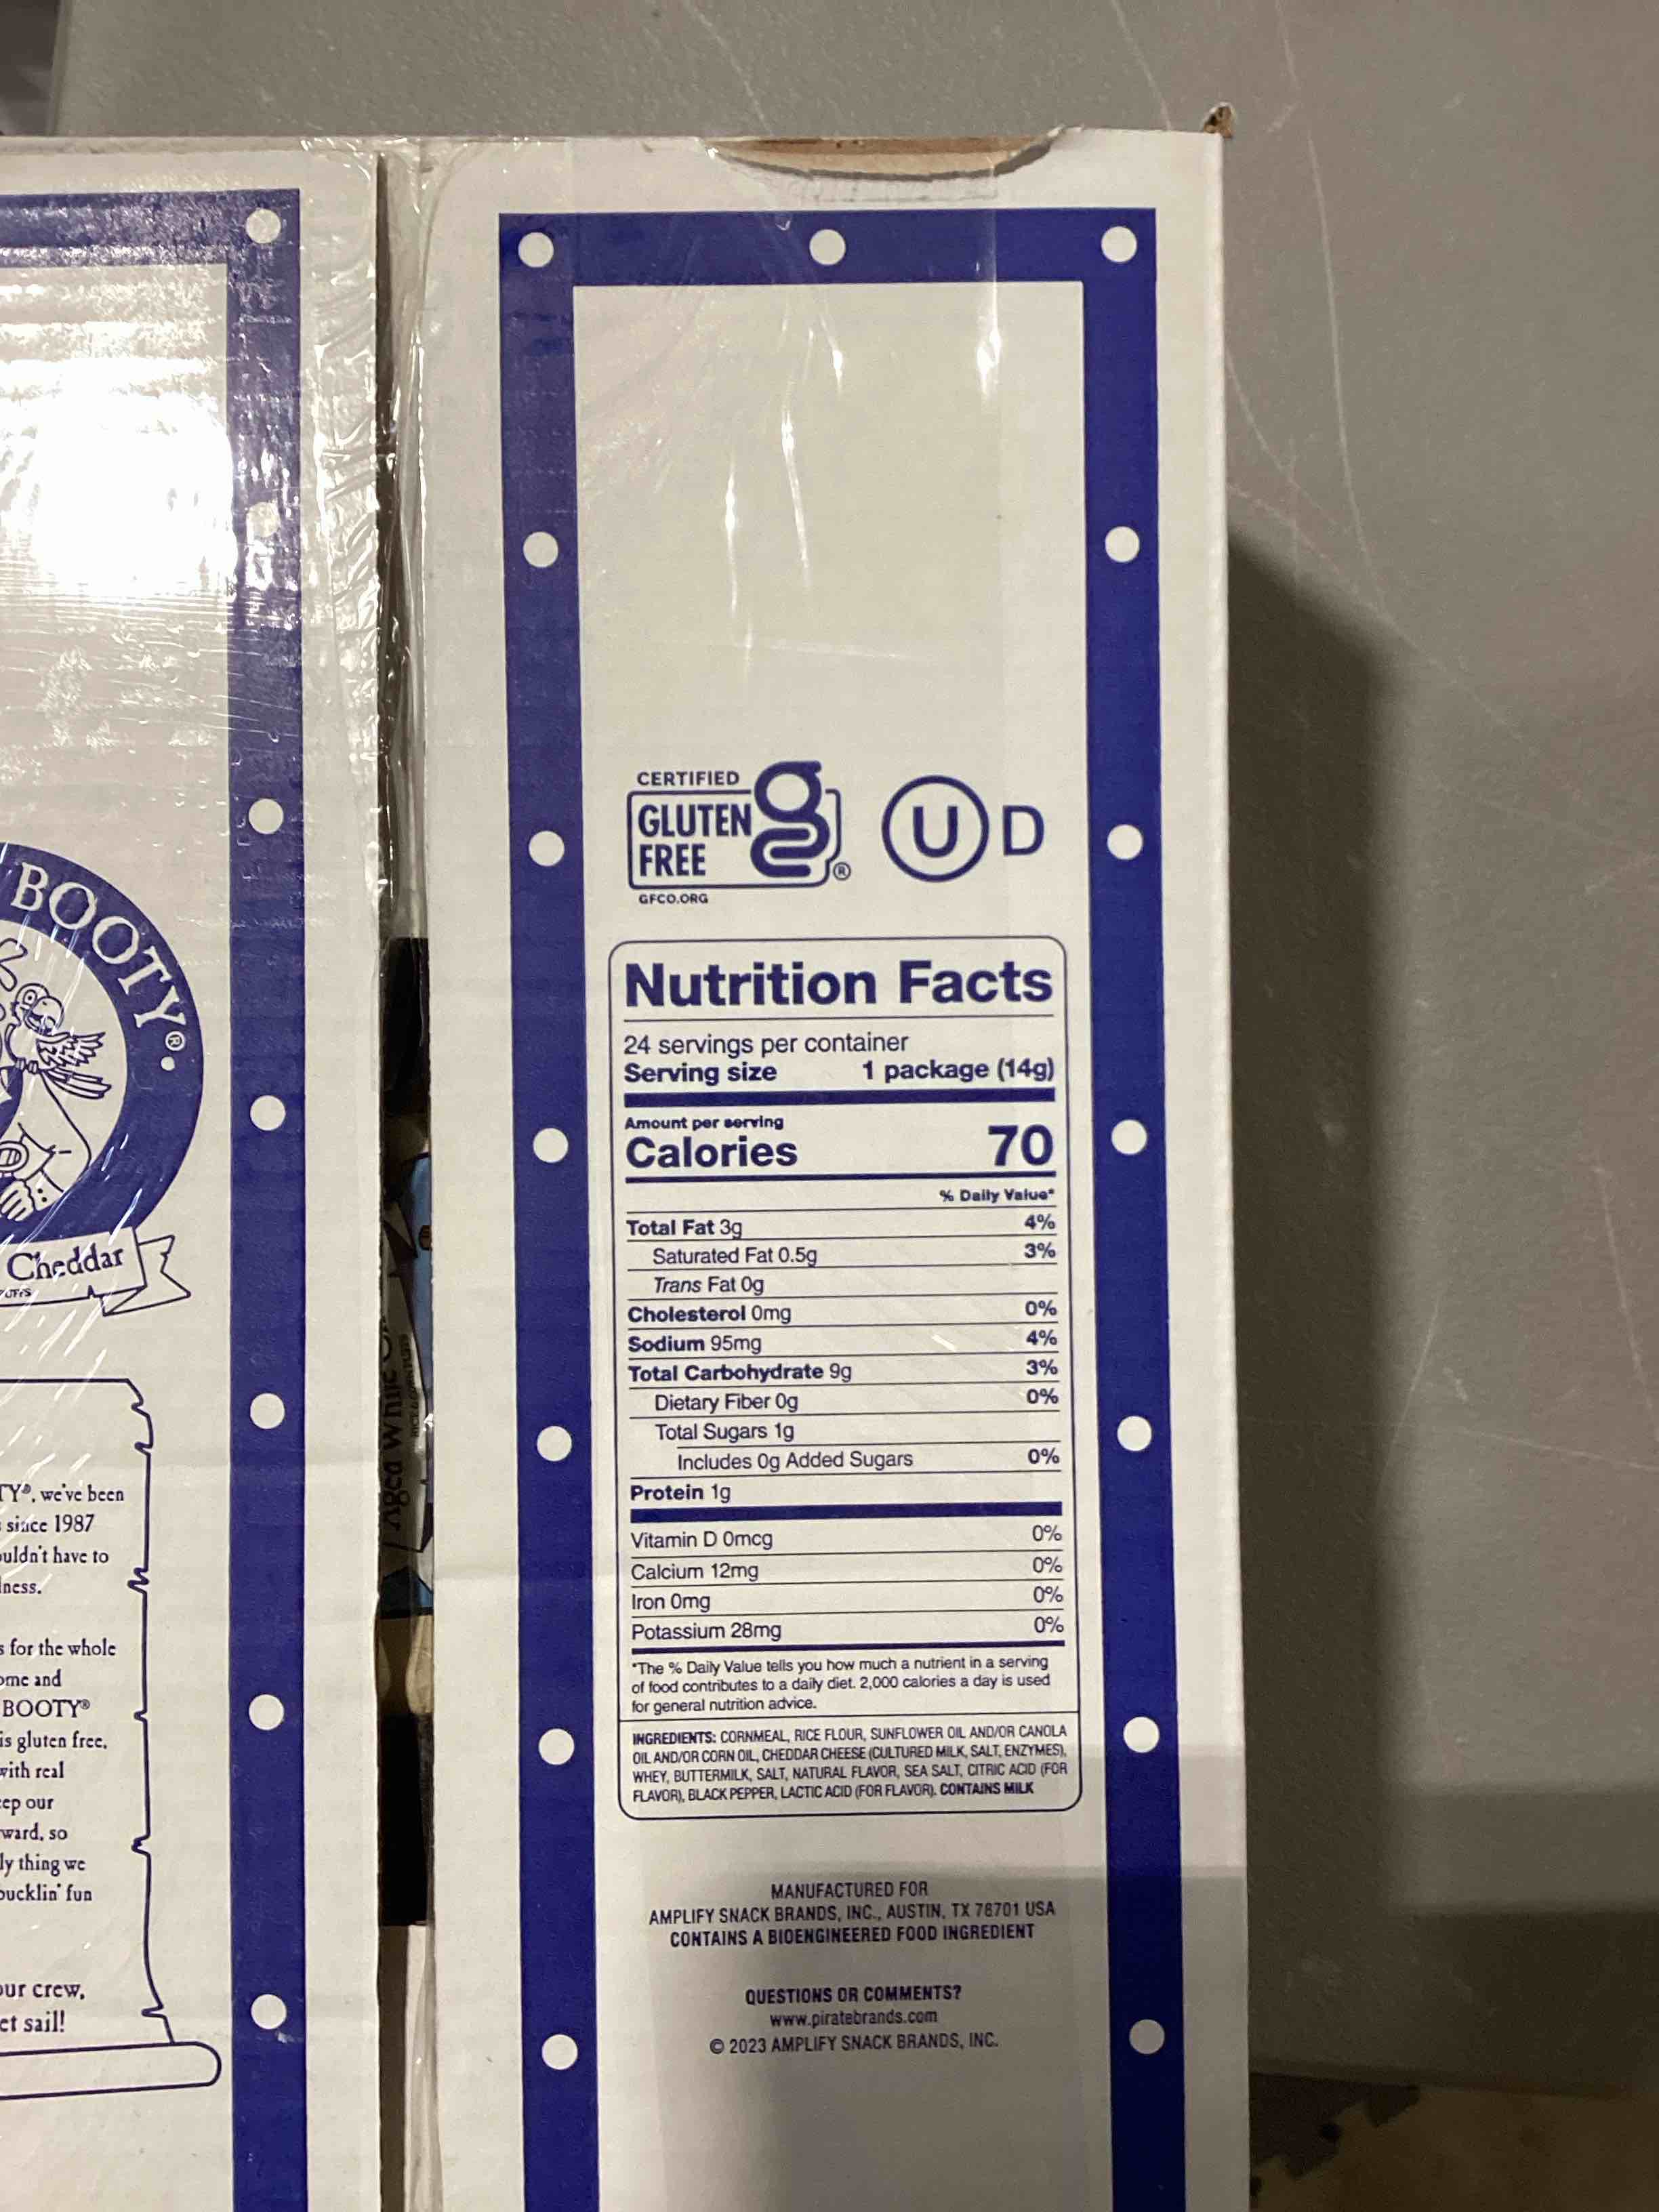 BOOTY®
Cheddar
TY®, we've been
since 1987
ouldn't have to
lness.
s for the whole
ome and
BOOTY®
is gluten free,
with real
eep our
ward, so
ly thing we
bucklin' fun
our crew,
et sail!
Aged White
CERTIFIED
GLUTEN
FREE
®
GFCO.ORG
U D
Nutrition Facts
24 servings per container
Serving size 1 package (14g)
Amount per serving
Calories 70
% Daily Value*
Total Fat 3g 4%
Saturated Fat 0.5g 3%
Trans Fat 0g
Cholesterol 0mg 0%
Sodium 95mg 4%
Total Carbohydrate 9g 3%
Dietary Fiber 0g 0%
Total Sugars 1g
Includes 0g Added Sugars 0%
Protein 1g
Vitamin D 0mcg 0%
Calcium 12mg 0%
Iron 0mg 0%
Potassium 28mg 0%
*The % Daily Value tells you how much a nutrient in a serving
of food contributes to a daily diet. 2,000 calories a day is used
for general nutrition advice.
INGREDIENTS: CORNMEAL, RICE FLOUR, SUNFLOWER OIL AND/OR CANOLA
OIL AND/OR CORN OIL, CHEDDAR CHEESE (CULTURED MILK, SALT, ENZYMES),
WHEY, BUTTERMILK, SALT, NATURAL FLAVOR, SEA SALT, CITRIC ACID (FOR
FLAVOR), BLACK PEPPER, LACTIC ACID (FOR FLAVOR). CONTAINS MILK
MANUFACTURED FOR
AMPLIFY SNACK BRANDS, INC., AUSTIN, TX 78701 USA
CONTAINS A BIOENGINEERED FOOD INGREDIENT
QUESTIONS OR COMMENTS?
www.piratebrands.com
© 2023 AMPLIFY SNACK BRANDS, INC.